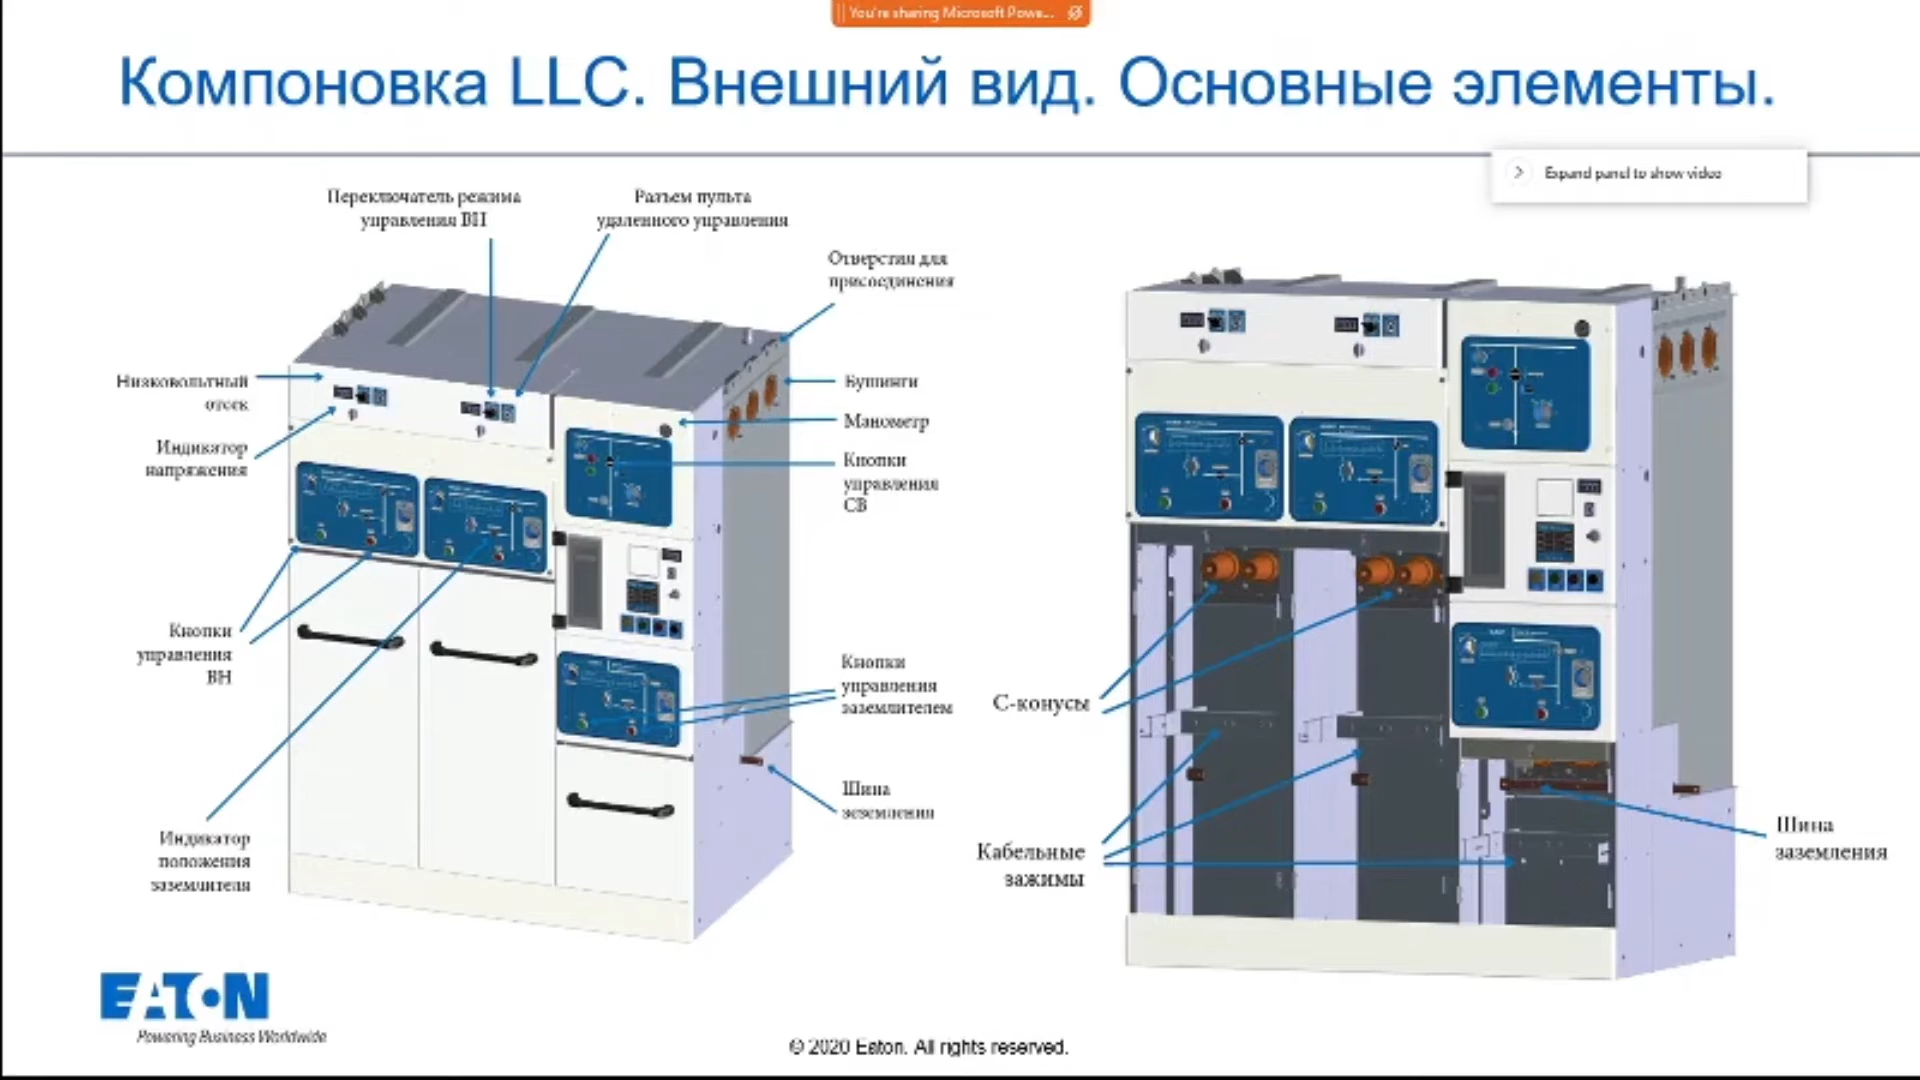 You're sharing Microsoft Powe...
Компоновка LLC. Внешний вид. Основные элементы.
Expand panel to show video
Переключатель режима
управления ВН
Разъем пульта
удаленного управления
Отверстия для
присоединения
Низковольтный
отсек
Индикатор
напряжения
Бушинги
Манометр
Кнопки
управления
СВ
Кнопки
управления
ВН
Кнопки
управления
заземлителем
Шина
зеземления
Индикатор
положения
заземлителя
С-конусы
Кабельные
зажимы
Шина
заземления
EATON
Powering Business Worldwide
© 2020 Eaton. All rights reserved.